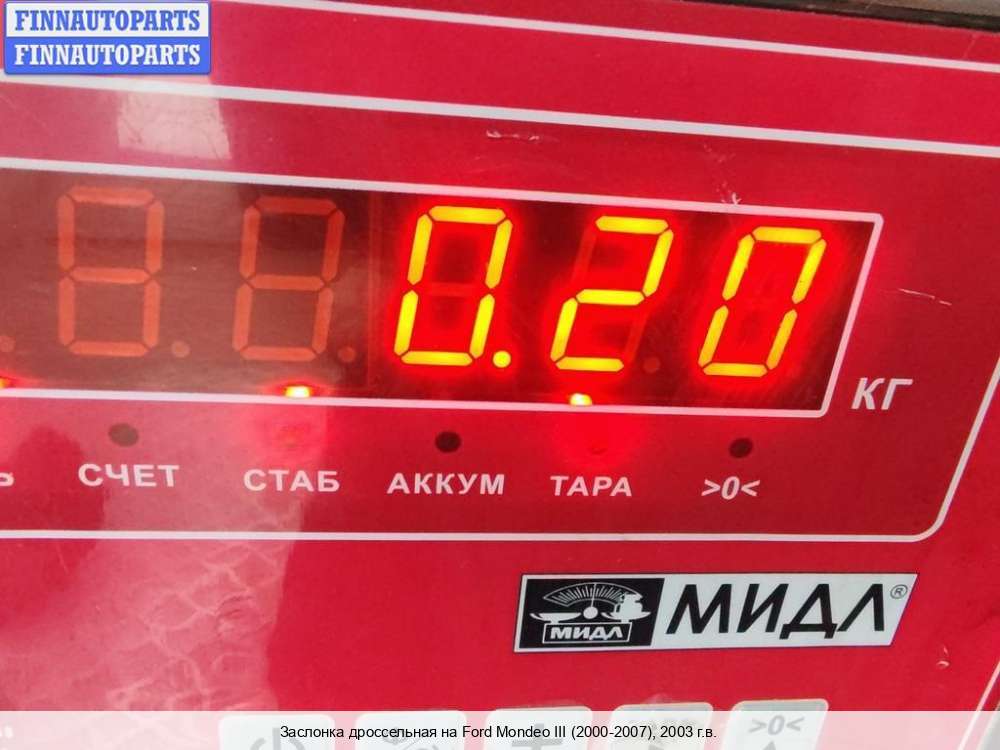 FINNAUTOPARTS
FINNAUTOPARTS
0.20
КГ
СЧЕТ СТАБ АККУМ ТАРА >0<
МИДЛ МИДЛ®
>0<
Заслонка дроссельная на Ford Mondeo III (2000-2007), 2003 г.в.